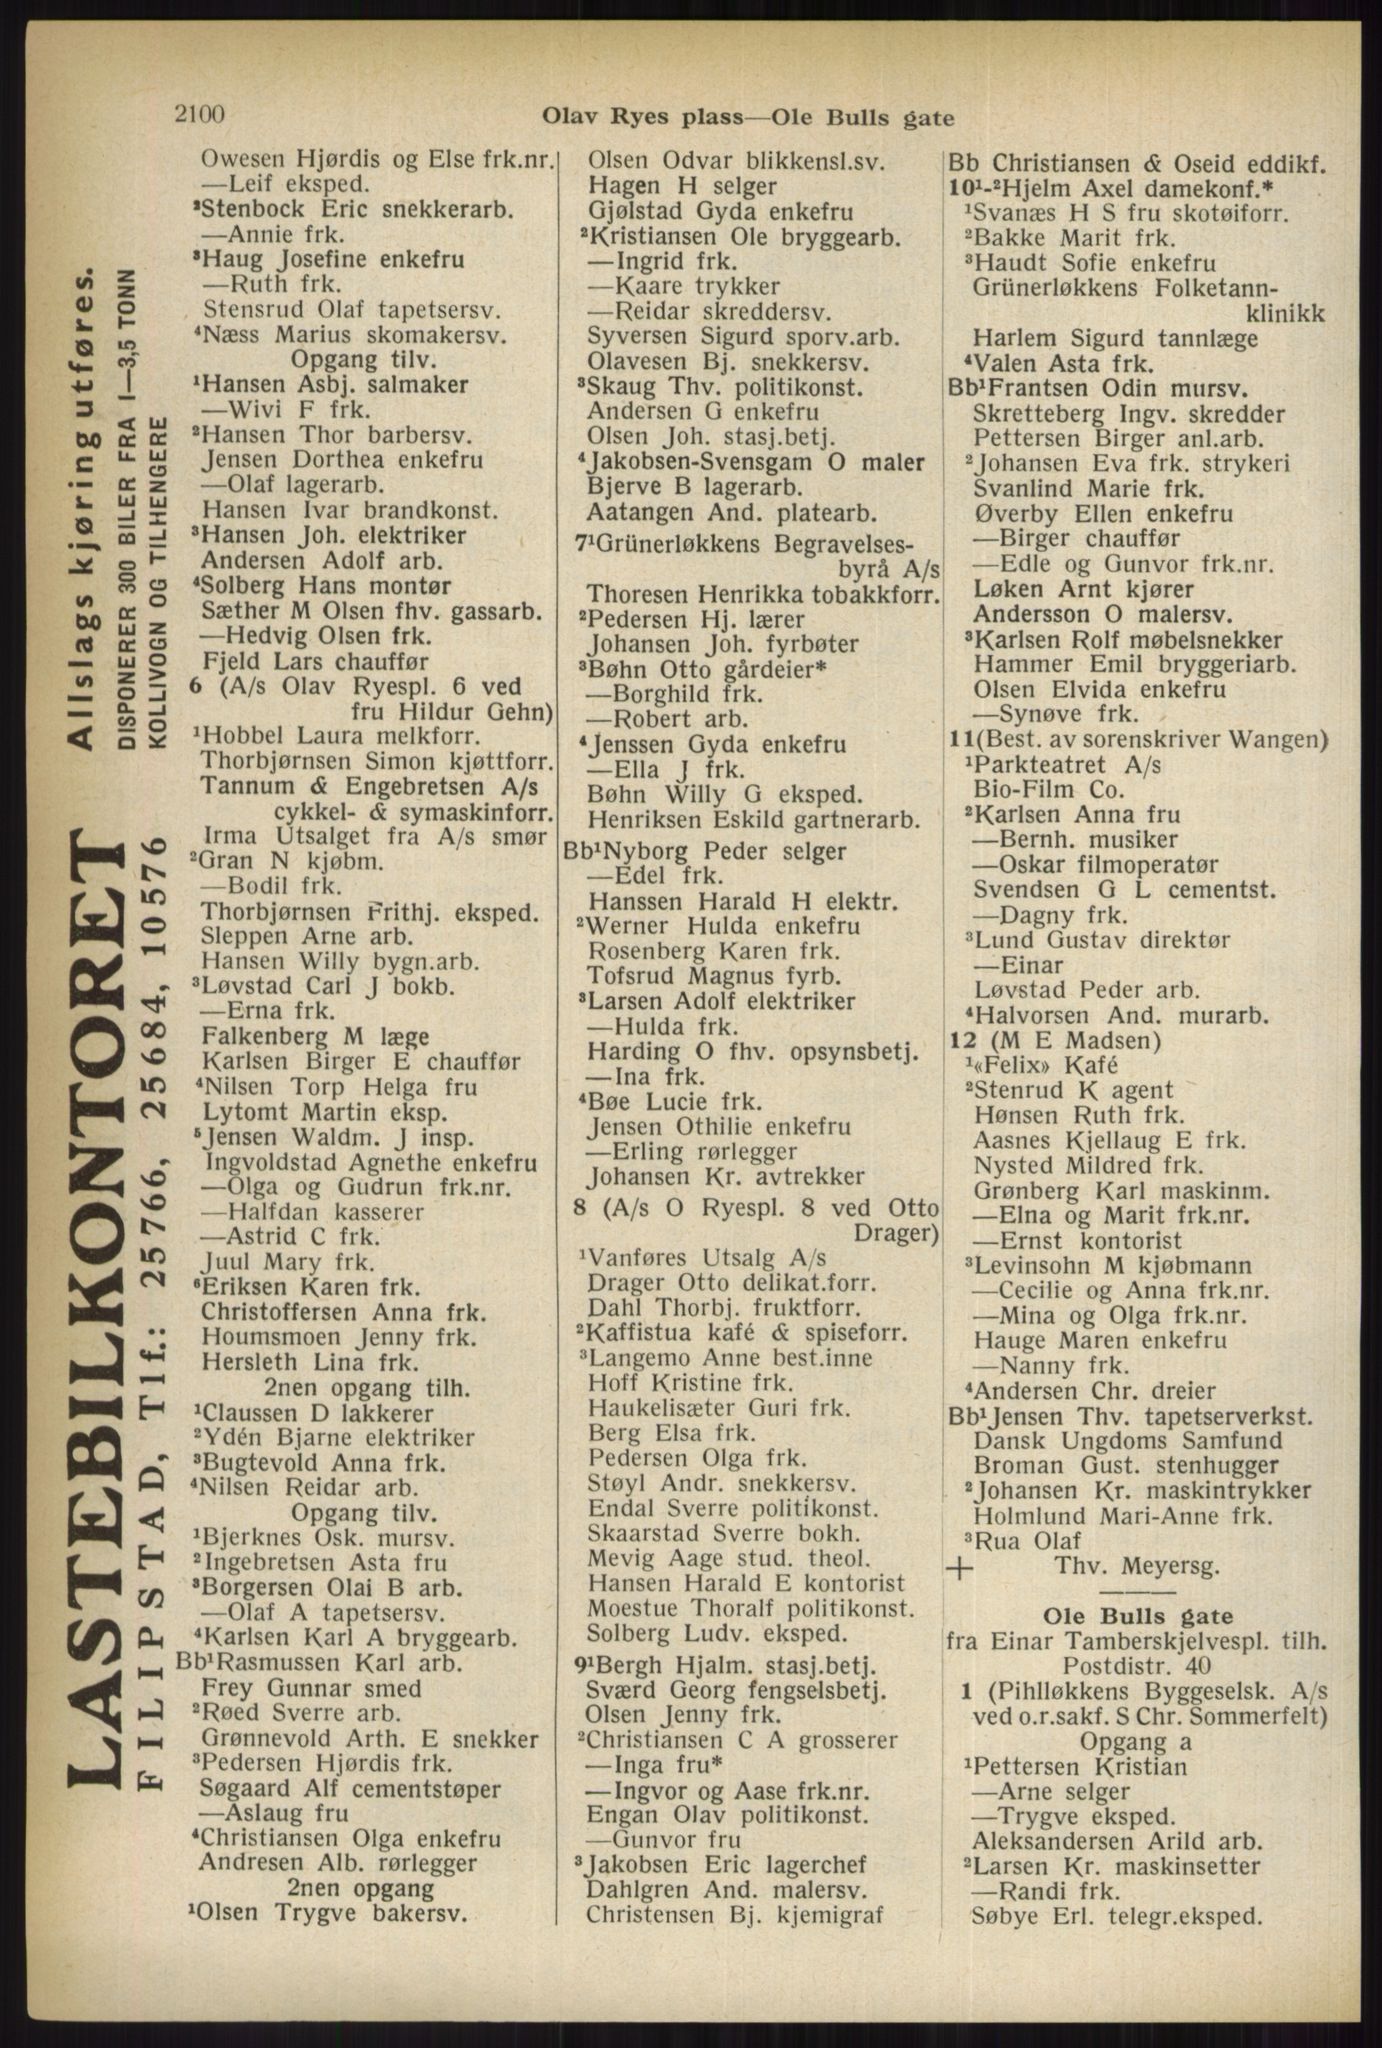 2100
Olav Ryes plass—Ole Bulls gate
Allslags kjøring utføres.
DISPONERER 300 BILER FRA 1—3,5 TONN
KOLLIVOGN OG TILHENGERE
LASTEBILKONTORET
FILIPSTAD, Tlf.: 25766, 25684, 10576
Owesen Hjørdis og Else frk.nr.
—Leif eksped.
²Stenbock Eric snekkerarb.
—Annie frk.
³Haug Josefine enkefru
—Ruth frk.
Stensrud Olaf tapetsersv.
⁴Næss Marius skomakersv.
Opgang tilv.
¹Hansen Asbj. salmaker
—Wivi F frk.
²Hansen Thor barbersv.
Jensen Dorthea enkefru
—Olaf lagerarb.
Hansen Ivar brandkonst.
³Hansen Joh. elektriker
Andersen Adolf arb.
⁴Solberg Hans montør
Sæther M Olsen fhv. gassarb.
—Hedvig Olsen frk.
Fjeld Lars chauffør
6 (A/s Olav Ryespl. 6 ved
fru Hildur Gehn)
¹Hobbel Laura melkforr.
Thorbjørnsen Simon kjøttforr.
Tannum & Engebretsen A/s
cykkel- & symaskinforr.
Irma Utsalget fra A/s smør
²Gran N kjøbm.
—Bodil frk.
Thorbjørnsen Frithj. eksped.
Sleppen Arne arb.
Hansen Willy bygn.arb.
³Løvstad Carl J bokb.
—Erna frk.
Falkenberg M læge
Karlsen Birger E chauffør
⁴Nilsen Torp Helga fru
Lytomt Martin eksp.
⁵Jensen Waldm. J insp.
Ingvoldstad Agnethe enkefru
—Olga og Gudrun frk.nr.
—Halfdan kasserer
—Astrid C frk.
Juul Mary frk.
⁶Eriksen Karen frk.
Christoffersen Anna frk.
Houmsmoen Jenny frk.
Hersleth Lina frk.
2nen opgang tilh.
¹Claussen D lakkerer
²Ydén Bjarne elektriker
³Bugtevold Anna frk.
⁴Nilsen Reidar arb.
Opgang tilv.
¹Bjerknes Osk. mursv.
²Ingebretsen Asta fru
³Borgersen Olai B arb.
—Olaf A tapetsersv.
⁴Karlsen Karl A bryggearb.
Bb¹Rasmussen Karl arb.
Frey Gunnar smed
²Røed Sverre arb.
Grønnevold Arth. E snekker
³Pedersen Hjørdis frk.
Søgaard Alf cementstøper
—Aslaug fru
⁴Christiansen Olga enkefru
Andresen Alb. rørlegger
2nen opgang
¹Olsen Trygve bakersv.
Olsen Odvar blikkensl.sv.
Hagen H selger
Gjølstad Gyda enkefru
²Kristiansen Ole bryggearb.
—Ingrid frk.
—Kaare trykker
—Reidar skreddersv.
Syversen Sigurd sporv.arb.
Olavesen Bj. snekkersv.
³Skaug Thv. politikonst.
Andersen G enkefru
Olsen Joh. stasj.betj.
⁴Jakobsen-Svensgam O maler
Bjerve B lagerarb.
Aatangen And. platearb.
7¹Grünerløkkens Begravelses-
byrå A/s
Thoresen Henrikka tobakkforr.
²Pedersen Hj. lærer
Johansen Joh. fyrbøter
³Bøhn Otto gårdeier*
—Borghild frk.
—Robert arb.
⁴Jenssen Gyda enkefru
—Ella J frk.
Bøhn Willy G eksped.
Henriksen Eskild gartnerarb.
Bb¹Nyborg Peder selger
—Edel frk.
Hanssen Harald H elektr.
²Werner Hulda enkefru
Rosenberg Karen frk.
Tofsrud Magnus fyrb.
³Larsen Adolf elektriker
—Hulda frk.
Harding O fhv. opsynsbetj.
—Ina frk.
⁴Bøe Lucie frk.
Jensen Othilie enkefru
—Erling rørlegger
Johansen Kr. avtrekker
8 (A/s O Ryespl. 8 ved Otto
Drager)
¹Vanføres Utsalg A/s
Drager Otto delikat.forr.
Dahl Thorbj. fruktforr.
²Kaffistua kafé & spiseforr.
³Langemo Anne best.inne
Hoff Kristine frk.
Haukelisæter Guri frk.
Berg Elsa frk.
Pedersen Olga frk.
Støyl Andr. snekkersv.
Endal Sverre politikonst.
Skaarstad Sverre bokh.
Mevig Aage stud. theol.
Hansen Harald E kontorist
Moestue Thoralf politikonst.
Solberg Ludv. eksped.
9¹Bergh Hjalm. stasj.betj.
Sværd Georg fengselsbetj.
Olsen Jenny frk.
²Christiansen C A grosserer
—Inga fru*
—Ingvor og Aase frk.nr.
Engan Olav politikonst.
—Gunvor fru
³Jakobsen Eric lagerchef
Dahlgren And. malersv.
Christensen Bj. kjemigraf
Bb Christiansen & Oseid eddikf.
10¹-²Hjelm Axel damekonf.*
¹Svanæs H S fru skotøiforr.
²Bakke Marit frk.
³Haudt Sofie enkefru
Grünerløkkens Folketann-
klinikk
Harlem Sigurd tannlæge
⁴Valen Asta frk.
Bb¹Frantsen Odin mursv.
Skretteberg Ingv. skredder
Pettersen Birger anl.arb.
²Johansen Eva frk. strykeri
Svanlind Marie frk.
Øverby Ellen enkefru
—Birger chauffør
—Edle og Gunvor frk.nr.
Løken Arnt kjører
Andersson O malersv.
³Karlsen Rolf møbelsnekker
Hammer Emil bryggeriarb.
Olsen Elvida enkefru
—Synøve frk.
11(Best. av sorenskriver Wangen)
¹Parkteatret A/s
Bio-Film Co.
²Karlsen Anna fru
—Bernh. musiker
—Oskar filmoperatør
Svendsen G L cementst.
—Dagny frk.
³Lund Gustav direktør
—Einar
Løvstad Peder arb.
⁴Halvorsen And. murarb.
12 (M E Madsen)
¹«Felix» Kafé
²Stenrud K agent
Hønsen Ruth frk.
Aasnes Kjellaug E frk.
Nysted Mildred frk.
Grønberg Karl maskinm.
—Elna og Marit frk.nr.
—Ernst kontorist
³Levinsohn M kjøbmann
—Cecilie og Anna frk.nr.
—Mina og Olga frk.nr.
Hauge Maren enkefru
—Nanny frk.
⁴Andersen Chr. dreier
Bb¹Jensen Thv. tapetserverkst.
Dansk Ungdoms Samfund
Broman Gust. stenhugger
²Johansen Kr. maskintrykker
Holmlund Mari-Anne frk.
³Rua Olaf
+ Thv. Meyersg.
Ole Bulls gate
fra Einar Tamberskjelvespl. tilh.
Postdistr. 40
1 (Pihlløkkens Byggeselsk. A/s
ved o.r.sakf. S Chr. Sommerfelt)
Opgang a
¹Pettersen Kristian
—Arne selger
—Trygve eksped.
Aleksandersen Arild arb.
²Larsen Kr. maskinsetter
—Randi frk.
Søbye Erl. telegr.eksped.